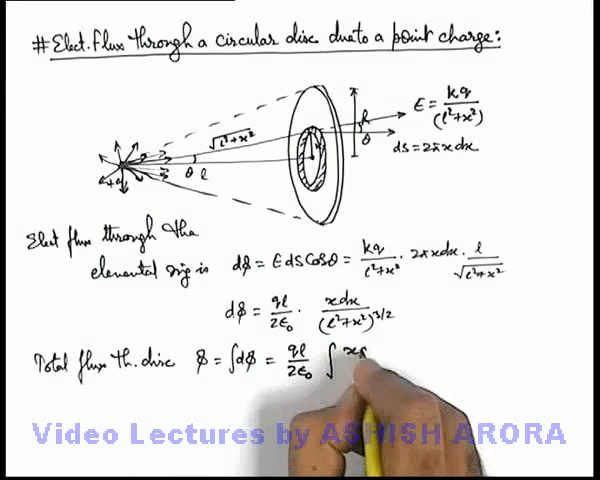 # Elect. Flux through a circular disc due to a point charge:
E = kq/(l²+x²)
√l²+x²
θ
ds = 2πx dx
+q
θ l
x
R
Elect flux through the
elemental ring is dϕ = E ds Cosθ = kq/(l²+x²) · 2πx dx · l/√l²+x²
dϕ = ql/2ε₀ · x dx/(l²+x²)^3/2
Total flux th. disc ϕ = ∫dϕ = ql/2ε₀ ∫ x
Video Lectures by ASHISH ARORA